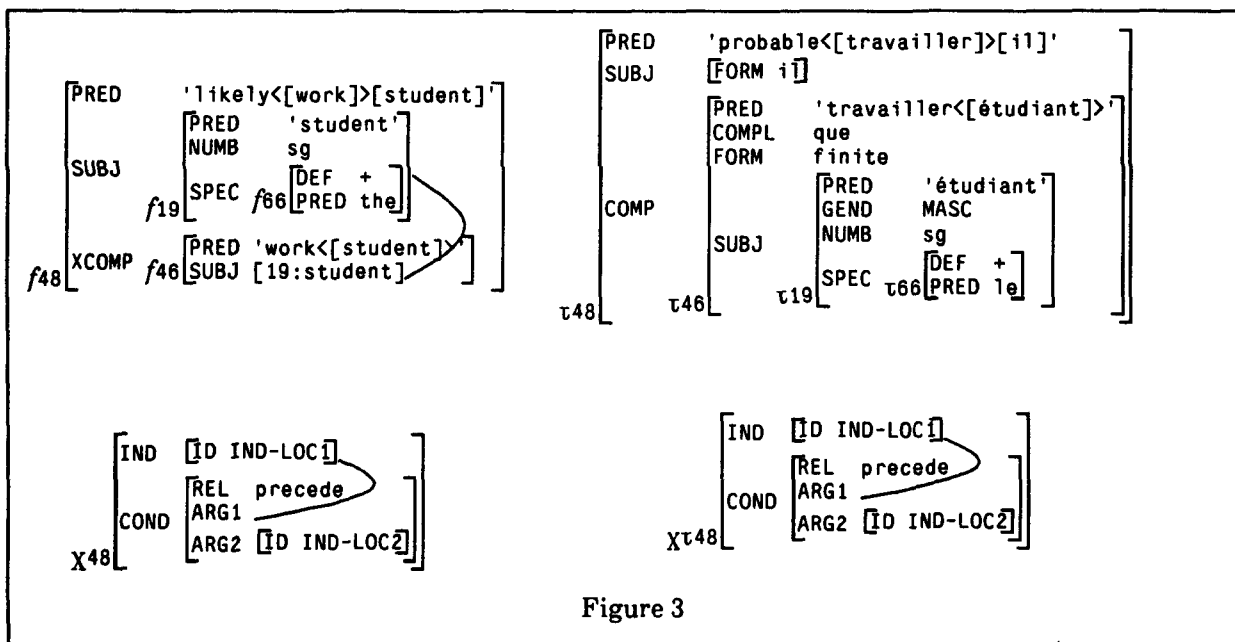 PRED 'likely<[work]>[student]'
PRED 'student'
NUMB sg
SUBJ
f19 SPEC f66 DEF +
PRED the
f48 XCOMP f46 PRED 'work<[student]>'
SUBJ [19:student]
PRED 'probable<[travailler]>[il]'
SUBJ [FORM il]
PRED 'travailler<[étudiant]>'
COMPL que
FORM finite
COMP
PRED 'étudiant'
GEND MASC
NUMB sg
SUBJ
SPEC τ66 DEF +
PRED le
τ48 τ46 τ19
IND [ID IND-LOC1]
REL precede
COND ARG1
ARG2 [ID IND-LOC2]
X48
IND [ID IND-LOC1]
REL precede
COND ARG1
ARG2 [ID IND-LOC2]
Xτ48
Figure 3